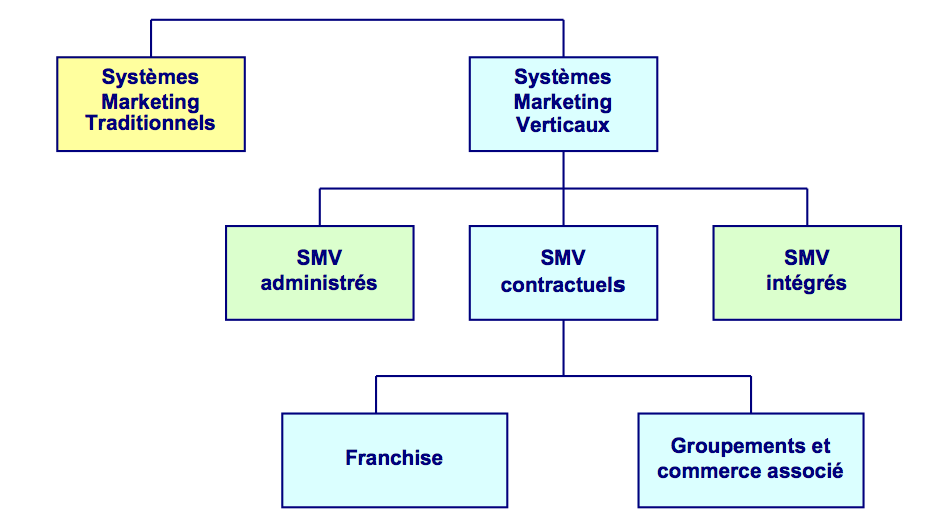 Systèmes
Marketing
Traditionnels
Systèmes
Marketing
Verticaux
SMV
administrés
SMV
contractuels
SMV
intégrés
Franchise
Groupements et
commerce associé